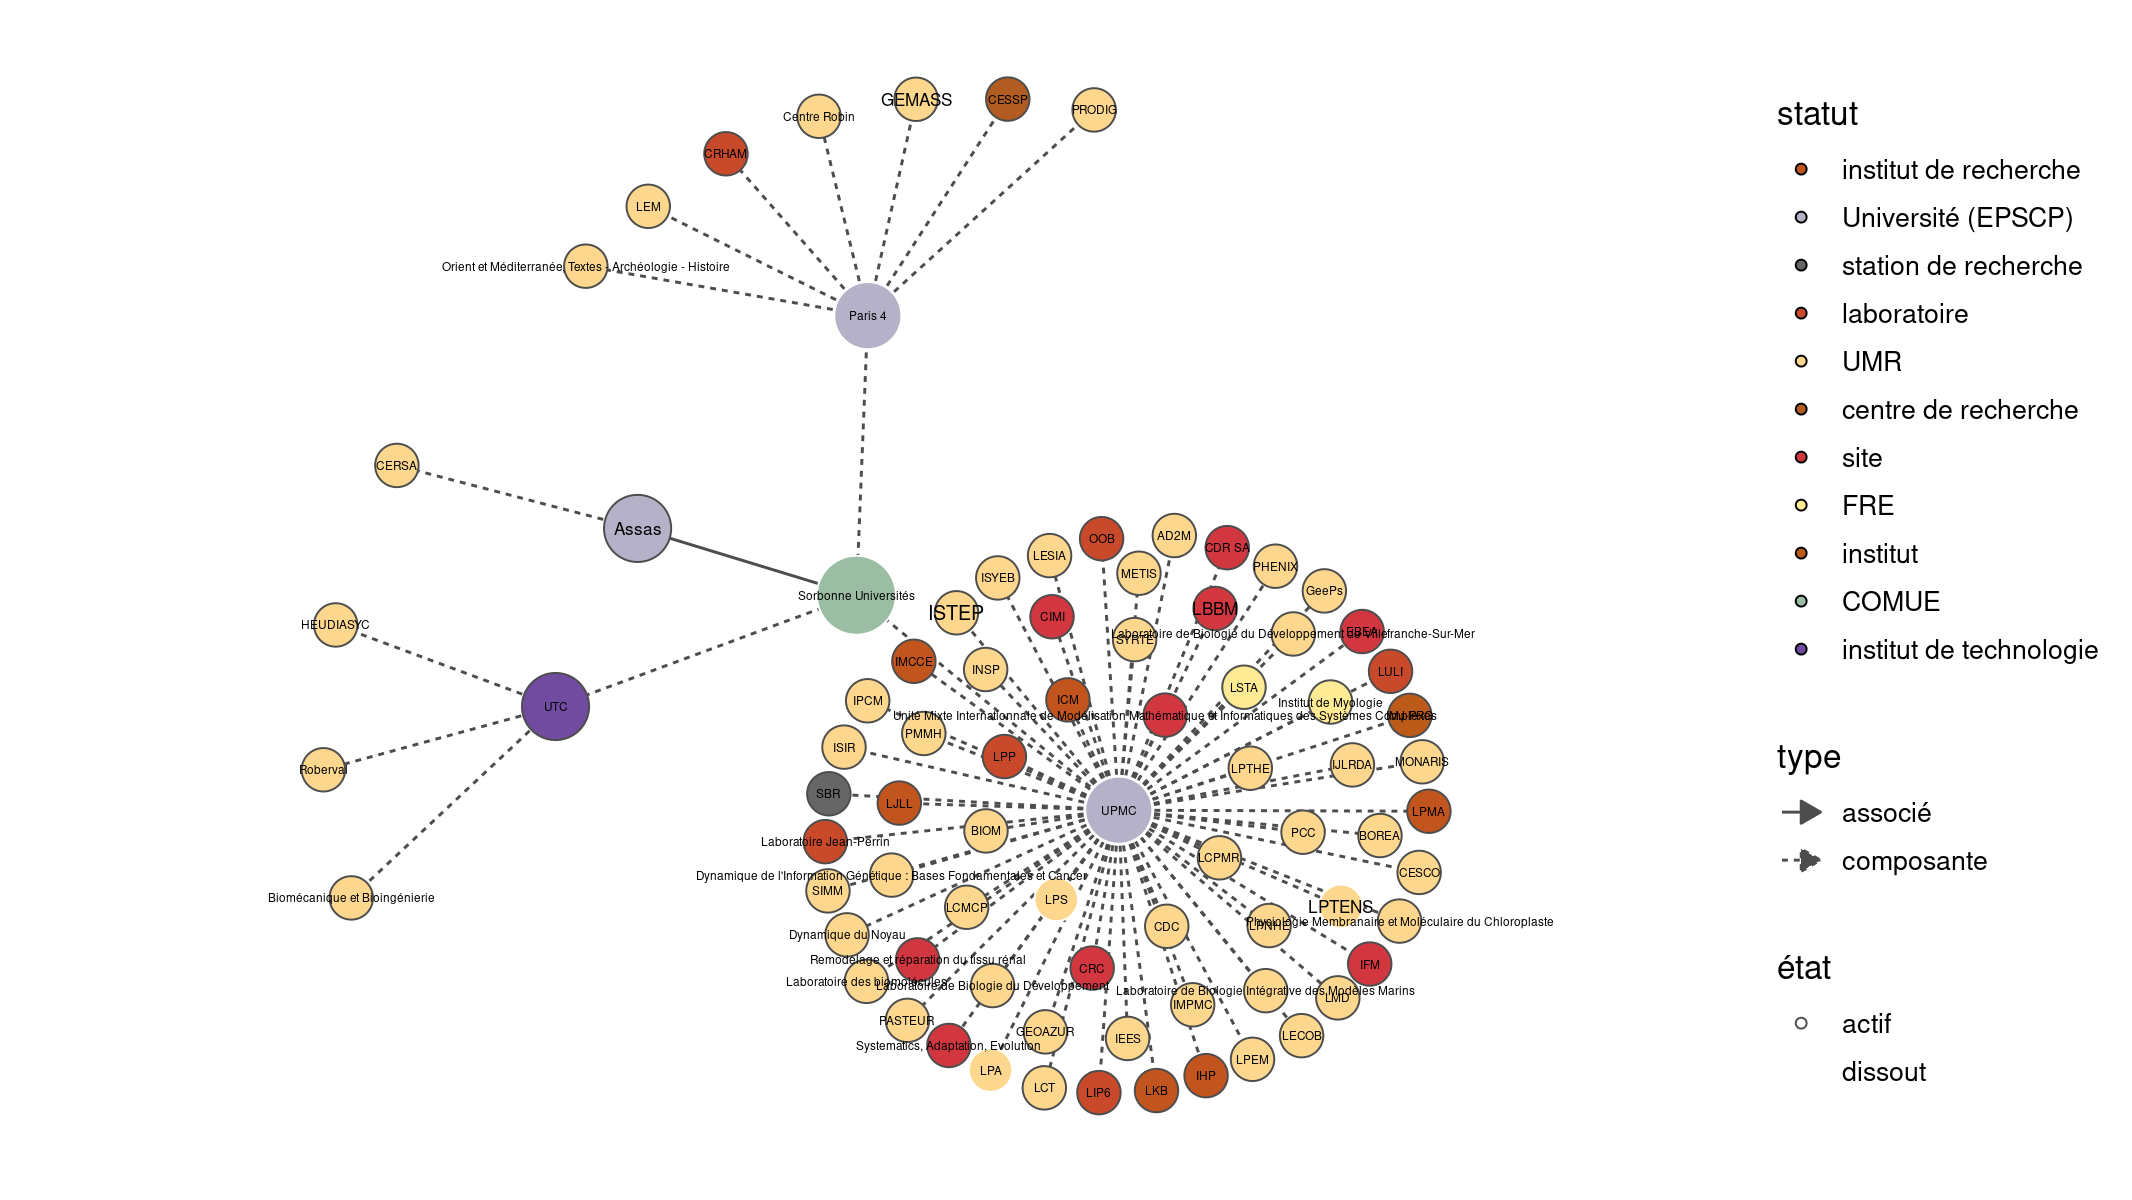 GEMASS
CESSP
PRODIG
Centre Robin
CRHAM
LEM
Orient et Méditerranée, Textes - Archéologie - Histoire
Paris 4
CERSA
Assas
Sorbonne Universités
HEUDIASYC
UTC
Roberval
Biomécanique et Bioingénierie
AD2M
OOB
CDR SA
LESIA
PHENIX
METIS
ISYEB
GeePs
LBBM
ISTEP
CIMI
EBEA
Laboratoire de Biologie du Développement de Villefranche-Sur-Mer
SYRTE
IMCCE
INSP
LULI
LSTA
IPCM
ICM
Institut de Myologie
Unité Mixte Internationnale de Modélisation Mathématique et Informatiques des Systèmes Complexes
PMMH
ISIR
LPP
LPTHE
IJLRDA
MONARIS
SBR
LJLL
UPMC
LPMA
BIOM
PCC
BOREA
Laboratoire Jean-Perrin
LCPMR
CESCO
Dynamique de l'Information Génétique : Bases Fondamentales et Cancer
SIMM
LPS
LCMCP
LPTENS
Physiologie Membranaire et Moléculaire du Chloroplaste
LPNHE
CDC
Dynamique du Noyau
Remodelage et réparation du tissu rénal
CRC
IFM
Laboratoire des biomolécules
Laboratoire de Biologie du Développement
Laboratoire de Biologie Intégrative des Modèles Marins
LMD
IMPMC
PASTEUR
GEOAZUR
IEES
LECOB
Systematics, Adaptation, Evolution
LPEM
LPA
IHP
LCT
LIP6
LKB
statut
institut de recherche
Université (EPSCP)
station de recherche
laboratoire
UMR
centre de recherche
site
FRE
institut
COMUE
institut de technologie
type
associé
composante
état
actif
dissout